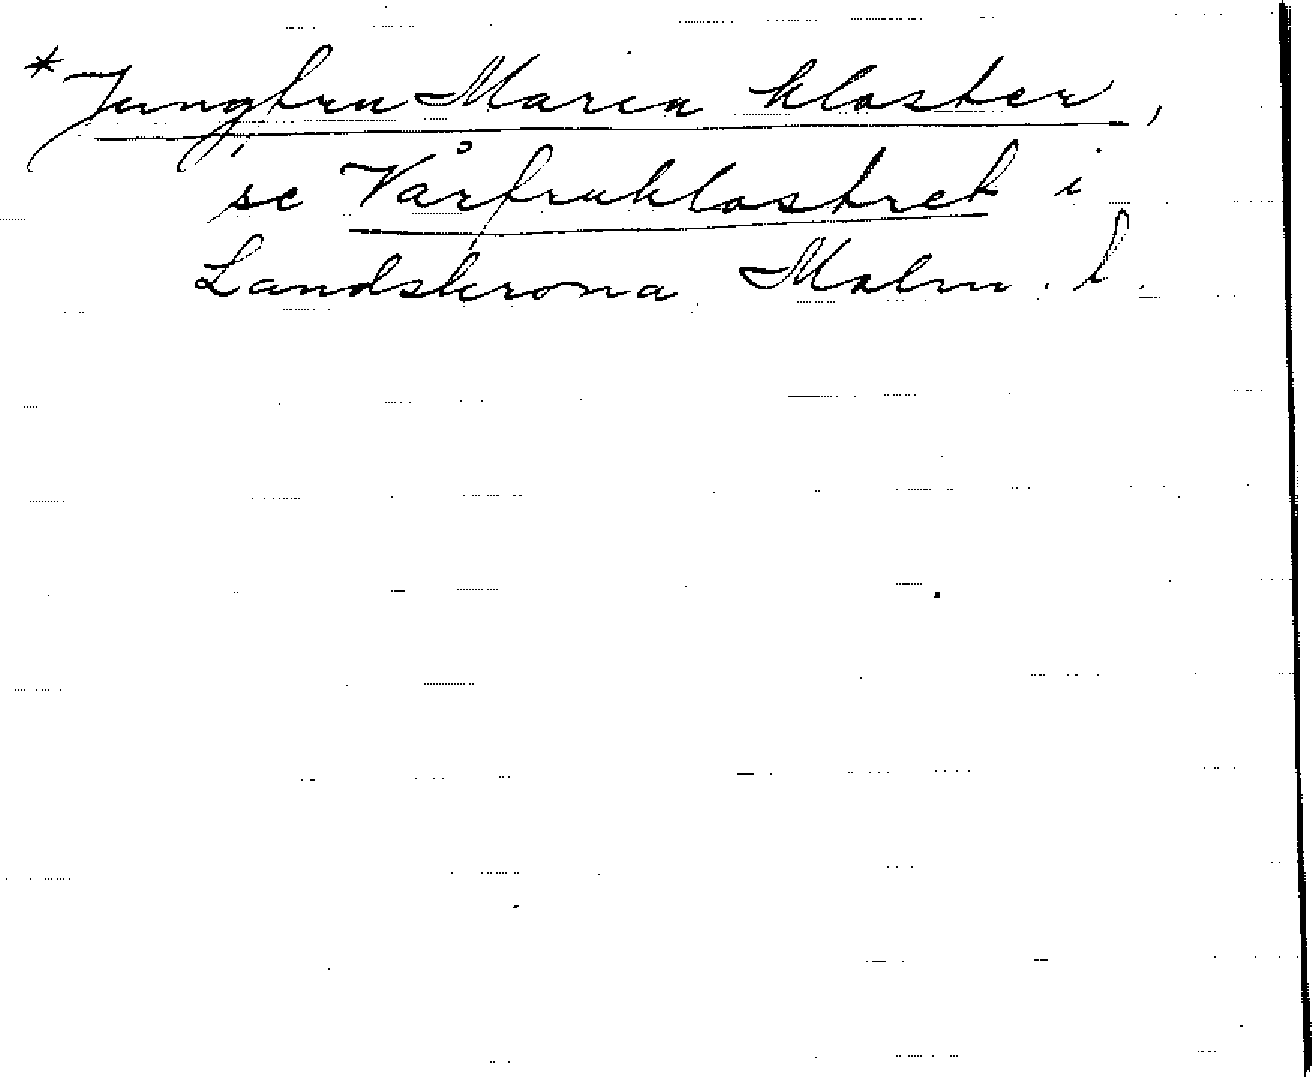 * Jungfru Maria kloster,
se Vårfruklostret i
Landskrona, Malm. l.